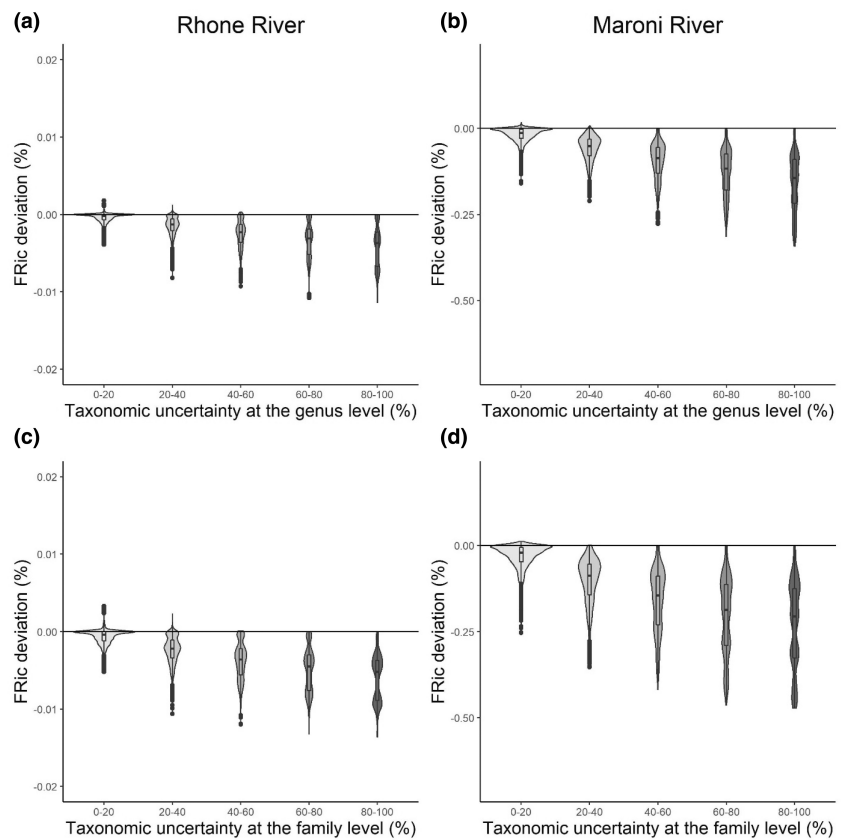 (a) Rhone River
(b) Maroni River
0.02
0.01
0.00
-0.01
-0.02
FRic deviation (%)
0-20 20-40 40-60 60-80 80-100
Taxonomic uncertainty at the genus level (%)
0.00
-0.25
-0.50
FRic deviation (%)
0-20 20-40 40-60 60-80 80-100
Taxonomic uncertainty at the genus level (%)
(c)
0.02
0.01
0.00
-0.01
-0.02
FRic deviation (%)
0-20 20-40 40-60 60-80 80-100
Taxonomic uncertainty at the family level (%)
(d)
0.00
-0.25
-0.50
FRic deviation (%)
0-20 20-40 40-60 60-80 80-100
Taxonomic uncertainty at the family level (%)